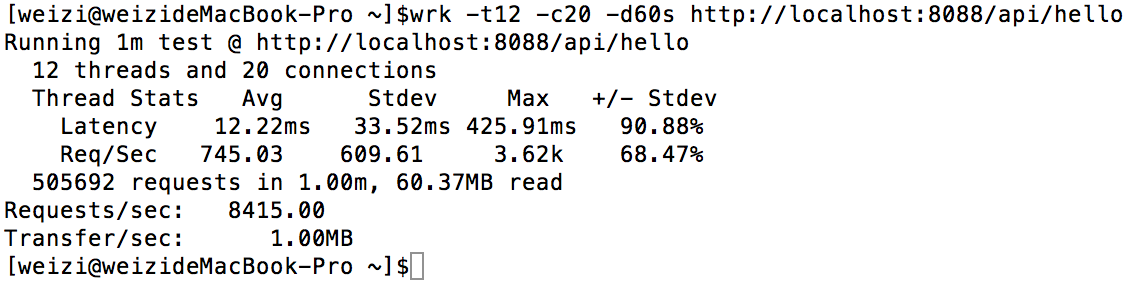 [weizi@weizideMacBook-Pro ~]$wrk -t12 -c20 -d60s http://localhost:8088/api/hello
Running 1m test @ http://localhost:8088/api/hello
  12 threads and 20 connections
  Thread Stats   Avg      Stdev     Max   +/- Stdev
    Latency    12.22ms   33.52ms 425.91ms   90.88%
    Req/Sec   745.03    609.61     3.62k    68.47%
  505692 requests in 1.00m, 60.37MB read
Requests/sec:   8415.00
Transfer/sec:      1.00MB
[weizi@weizideMacBook-Pro ~]$